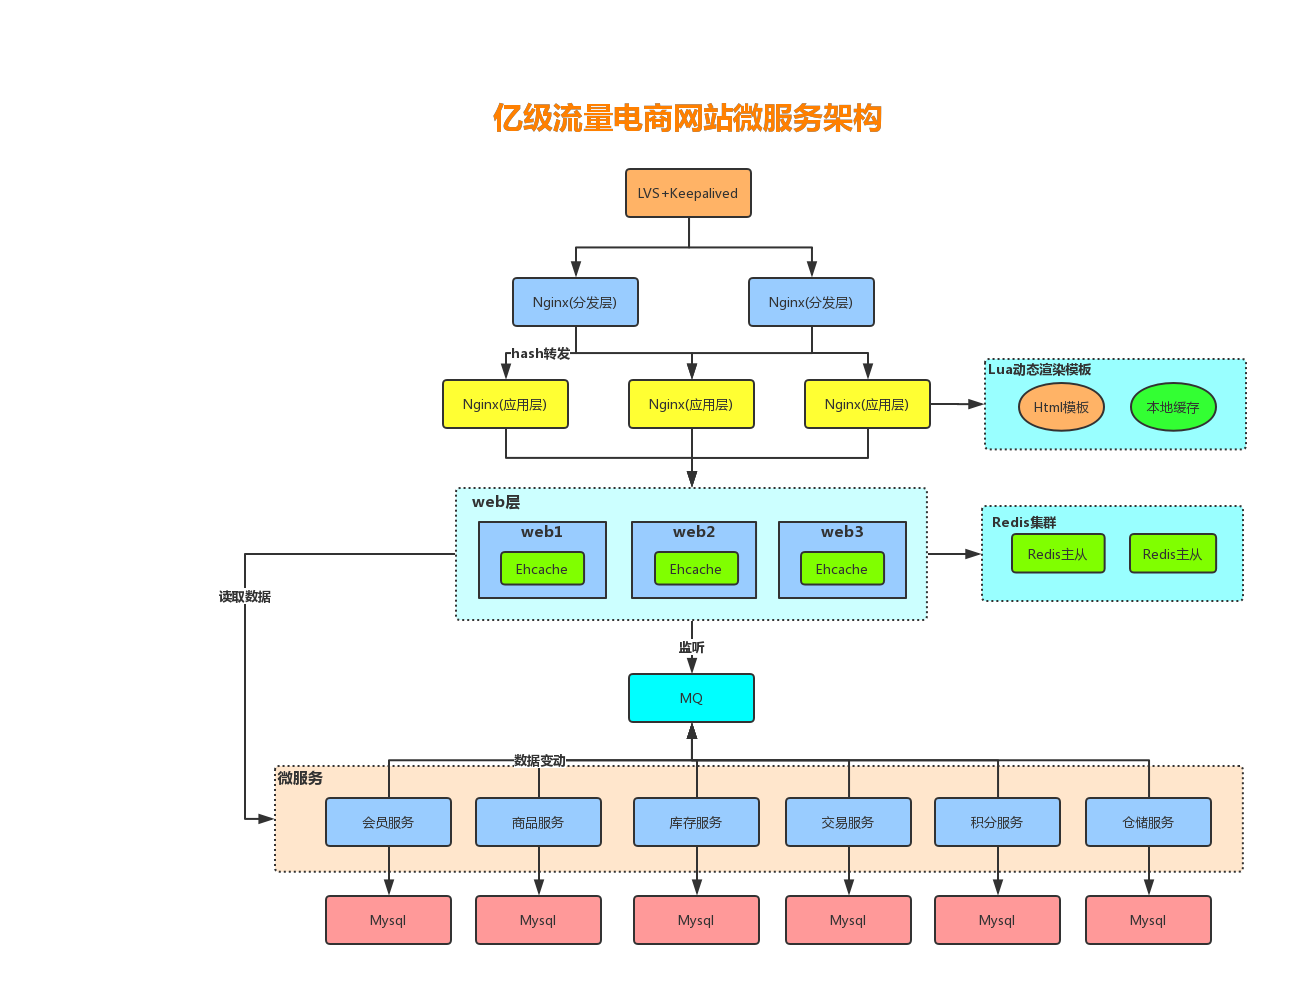 亿级流量电商网站微服务架构
LVS+Keepalived
Nginx(分发层)
Nginx(分发层)
hash转发
Nginx(应用层)
Nginx(应用层)
Nginx(应用层)
Lua动态渲染模板
Html模板
本地缓存
web层
web1
web2
web3
Ehcache
Ehcache
Ehcache
Redis集群
Redis主从
Redis主从
读取数据
监听
MQ
数据变动
微服务
会员服务
商品服务
库存服务
交易服务
积分服务
仓储服务
Mysql
Mysql
Mysql
Mysql
Mysql
Mysql